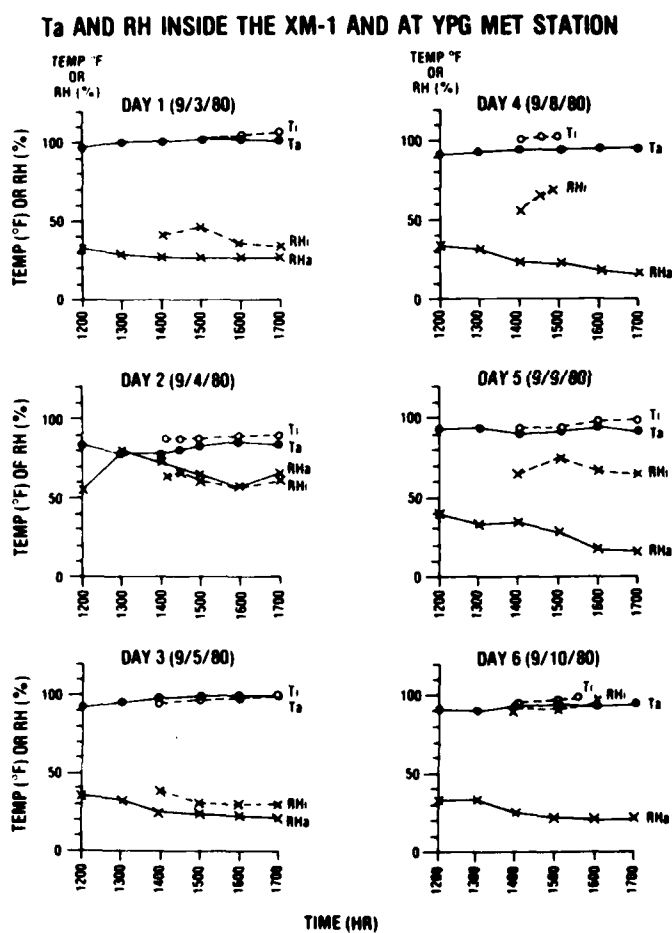 Ta AND RH INSIDE THE XM-1 AND AT YPG MET STATION
TEMP °F
OR
RH (%)
DAY 1 (9/3/80)
TEMP (°F) OR RH (%)
100
50
0
Ti
Ta
RHi
RHa
1200
1300
1400
1500
1600
1700
TEMP °F
OR
RH (%)
DAY 4 (9/8/80)
100
50
0
Ti
Ta
RHi
RHa
1200
1300
1400
1500
1600
1700
DAY 2 (9/4/80)
TEMP (°F) OF RH (%)
100
50
0
Ti
Ta
RHa
RHi
1200
1300
1400
1500
1600
1700
DAY 5 (9/9/80)
100
50
0
Ti
Ta
RHi
RHa
1200
1300
1400
1500
1600
1700
DAY 3 (9/5/80)
TEMP (°F) OR RH (%)
100
50
0
Ti
Ta
RHi
RHa
1200
1300
1400
1500
1600
1700
DAY 6 (9/10/80)
100
50
0
Ti
RHi
Ta
RHa
1200
1300
1400
1500
1600
1700
TIME (HR)